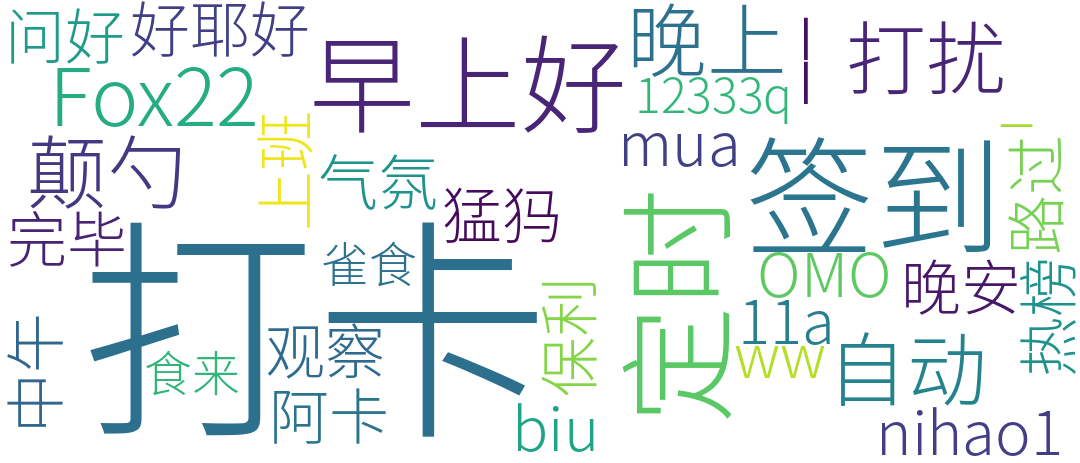 问好
好耶好
早上好
晚上
打扰
Fox22
12333q
上班
mua
颠勺
气氛
猛犸
签到
路过
完毕
定时
OMO
晚安
打卡
雀食
保利
11a
热榜
中午
食来
观察
ww
自动
阿卡
biu
nihao1